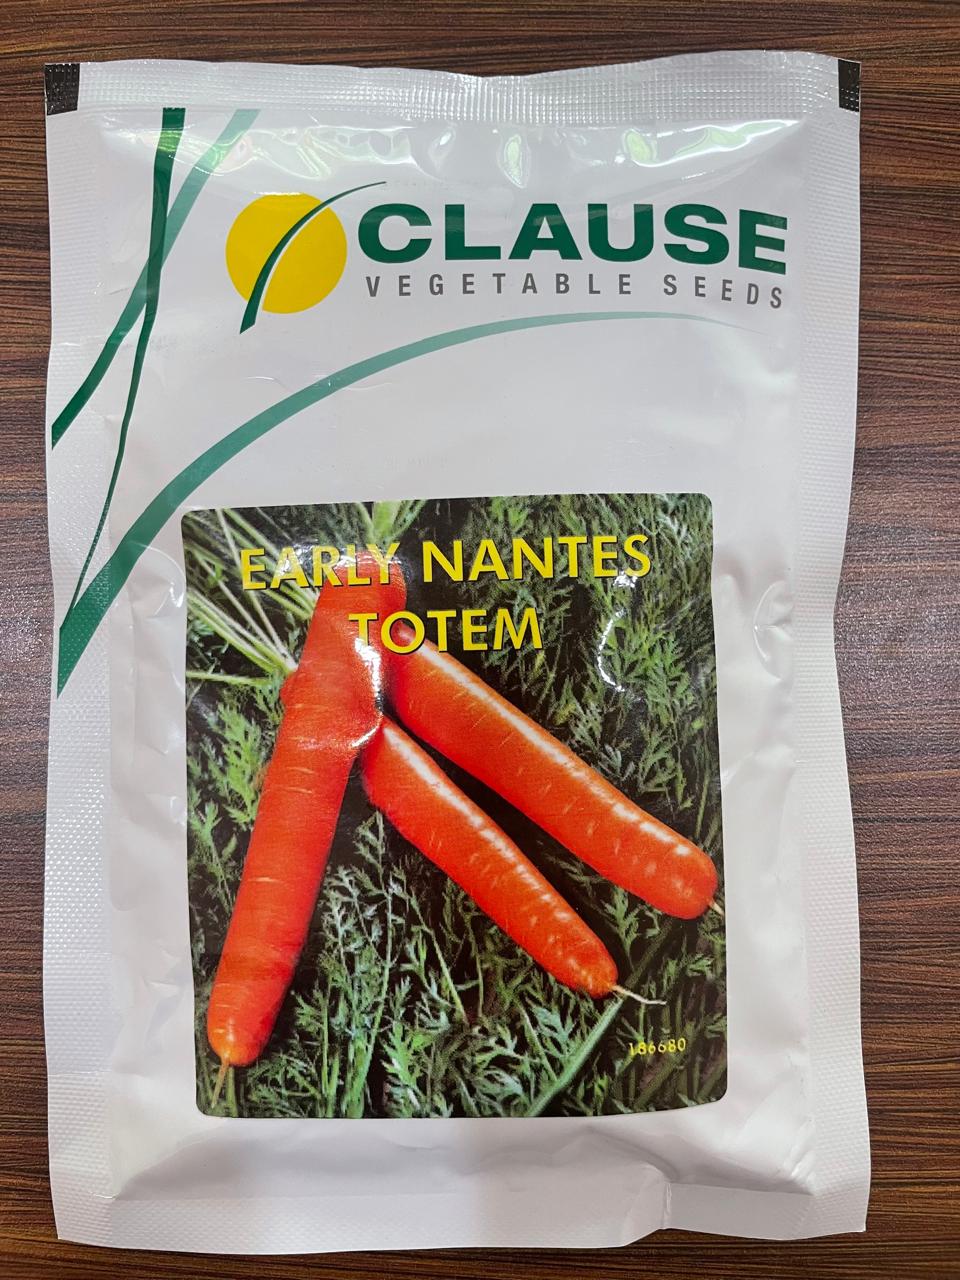 CLAUSE
VEGETABLE SEEDS
EARLY NANTES
TOTEM
186680